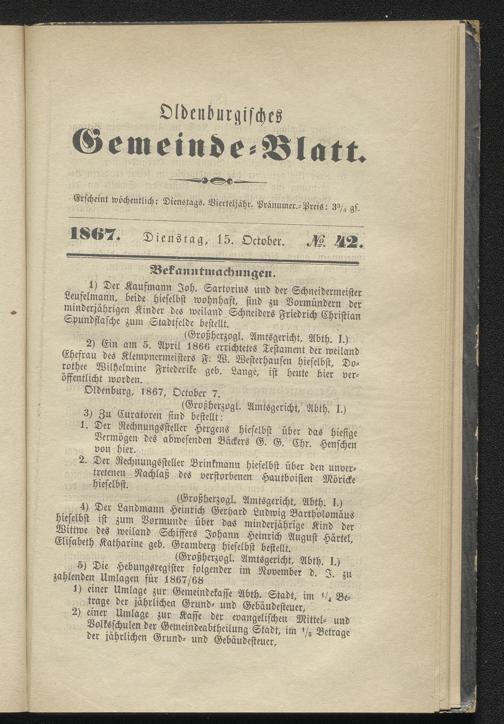 Oldenburgisches
Gemeinde-Blatt.
Erscheint wöchentlich: Dienstags. Vierteljähr. Pränumer.-Preis: 3³/₄ gs.
1867. Dienstag, 15. October. № 42.
Bekanntmachungen.
1) Der Kaufmann Joh. Sartorius und der Schneidermeister
Leufelmann, beide hieselbst wohnhaft, sind zu Vormündern der
minderjährigen Kinder des weiland Schneiders Friedrich Christian
Spundflasche zum Stadtfelde bestellt.
(Großherzogl. Amtsgericht, Abth. I.)
2) Ein am 5. April 1866 errichtetes Testament der weiland
Ehefrau des Klempnermeisters F. W. Westerhausen hieselbst, Do-
rothee Wilhelmine Friederike geb. Lange, ist heute hier ver-
öffentlicht worden.
Oldenburg, 1867, October 7.
(Großherzogl. Amtsgericht, Abth. I.)
3) Zu Curatoren sind bestellt:
1. Der Rechnungssteller Hergens hieselbst über das hiesige
Vermögen des abwesenden Bäckers G. G. Chr. Henschen
von hier.
2. Der Rechnungssteller Brinkmann hieselbst über den unver-
tretenen Nachlaß des verstorbenen Hautboisten Möricke
hieselbst.
(Großherzogl. Amtsgericht, Abth. I.)
4) Der Landmann Heinrich Gerhard Ludwig Bartholomäus
hieselbst ist zum Vormunde über das minderjährige Kind der
Wittwe des weiland Schiffers Johann Heinrich August Härtel,
Elisabeth Katharine geb. Gramberg hieselbst bestellt.
(Großherzogl. Amtsgericht, Abth. I.)
5) Die Hebungsregister folgender im November d. J. zu
zahlenden Umlagen für 1867/68
1) einer Umlage zur Gemeindekasse Abth. Stadt, im ¹/₄ Be-
trage der jährlichen Grund- und Gebäudesteuer,
2) einer Umlage zur Kasse der evangelischen Mittel- und
Volksschulen der Gemeindeabtheilung Stadt, im ¹/₈ Betrage
der jährlichen Grund- und Gebäudesteuer,